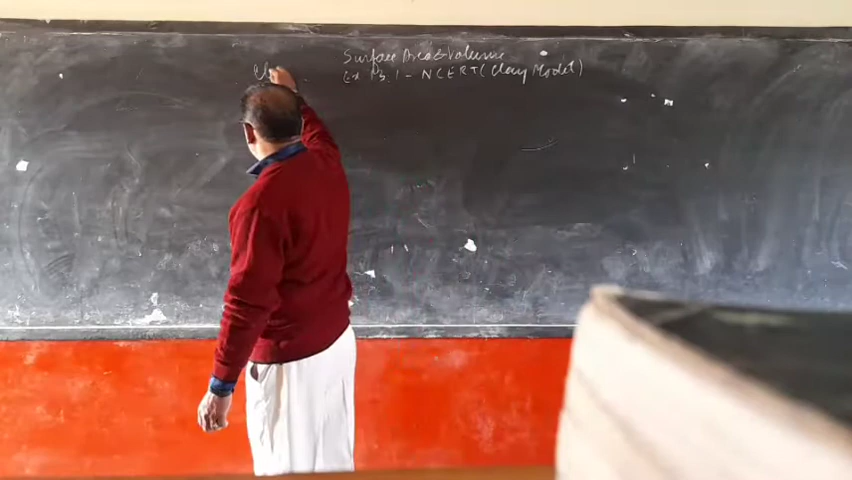 Surface Area & Volume
Ex 13.1 - NCERT (Clay Model)